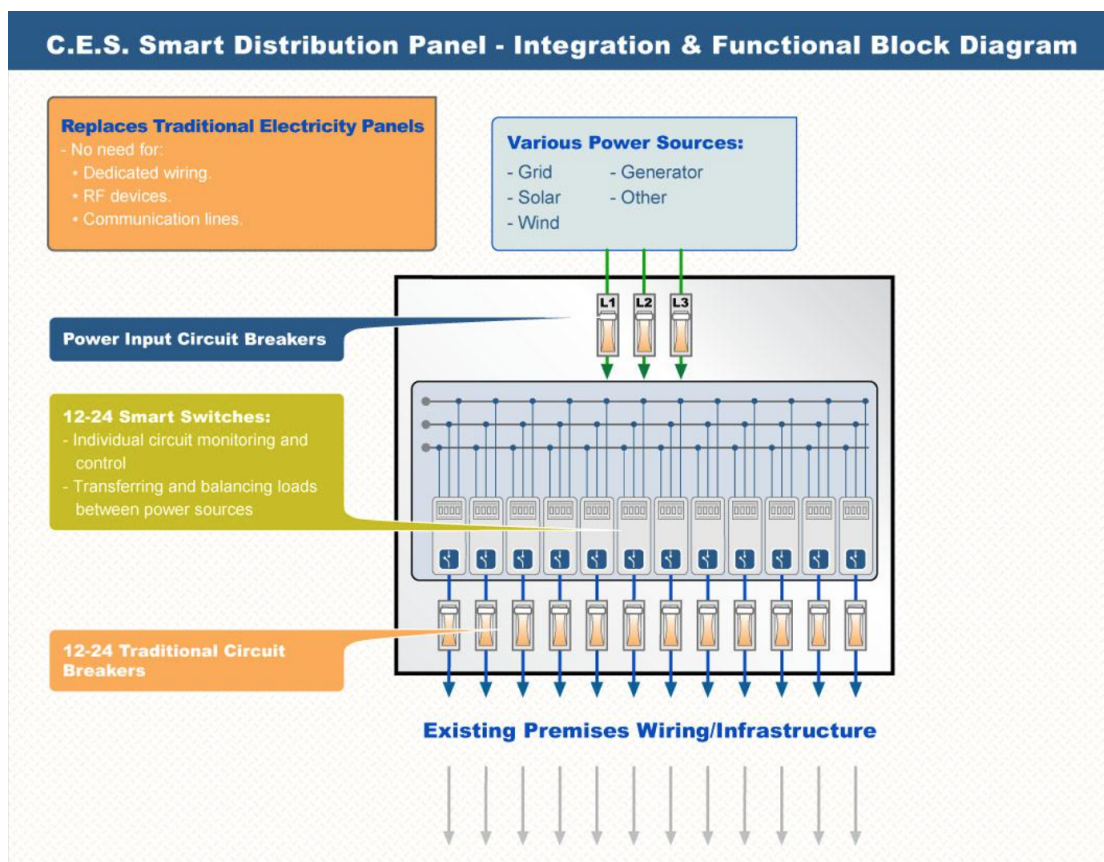 C.E.S. Smart Distribution Panel - Integration & Functional Block Diagram
Replaces Traditional Electricity Panels
- No need for:
• Dedicated wiring.
• RF devices.
• Communication lines.
Various Power Sources:
- Grid - Generator
- Solar - Other
- Wind
L1 L2 L3
Power Input Circuit Breakers
12-24 Smart Switches:
- Individual circuit monitoring and
control
- Transferring and balancing loads
between power sources
12-24 Traditional Circuit
Breakers
Existing Premises Wiring/Infrastructure